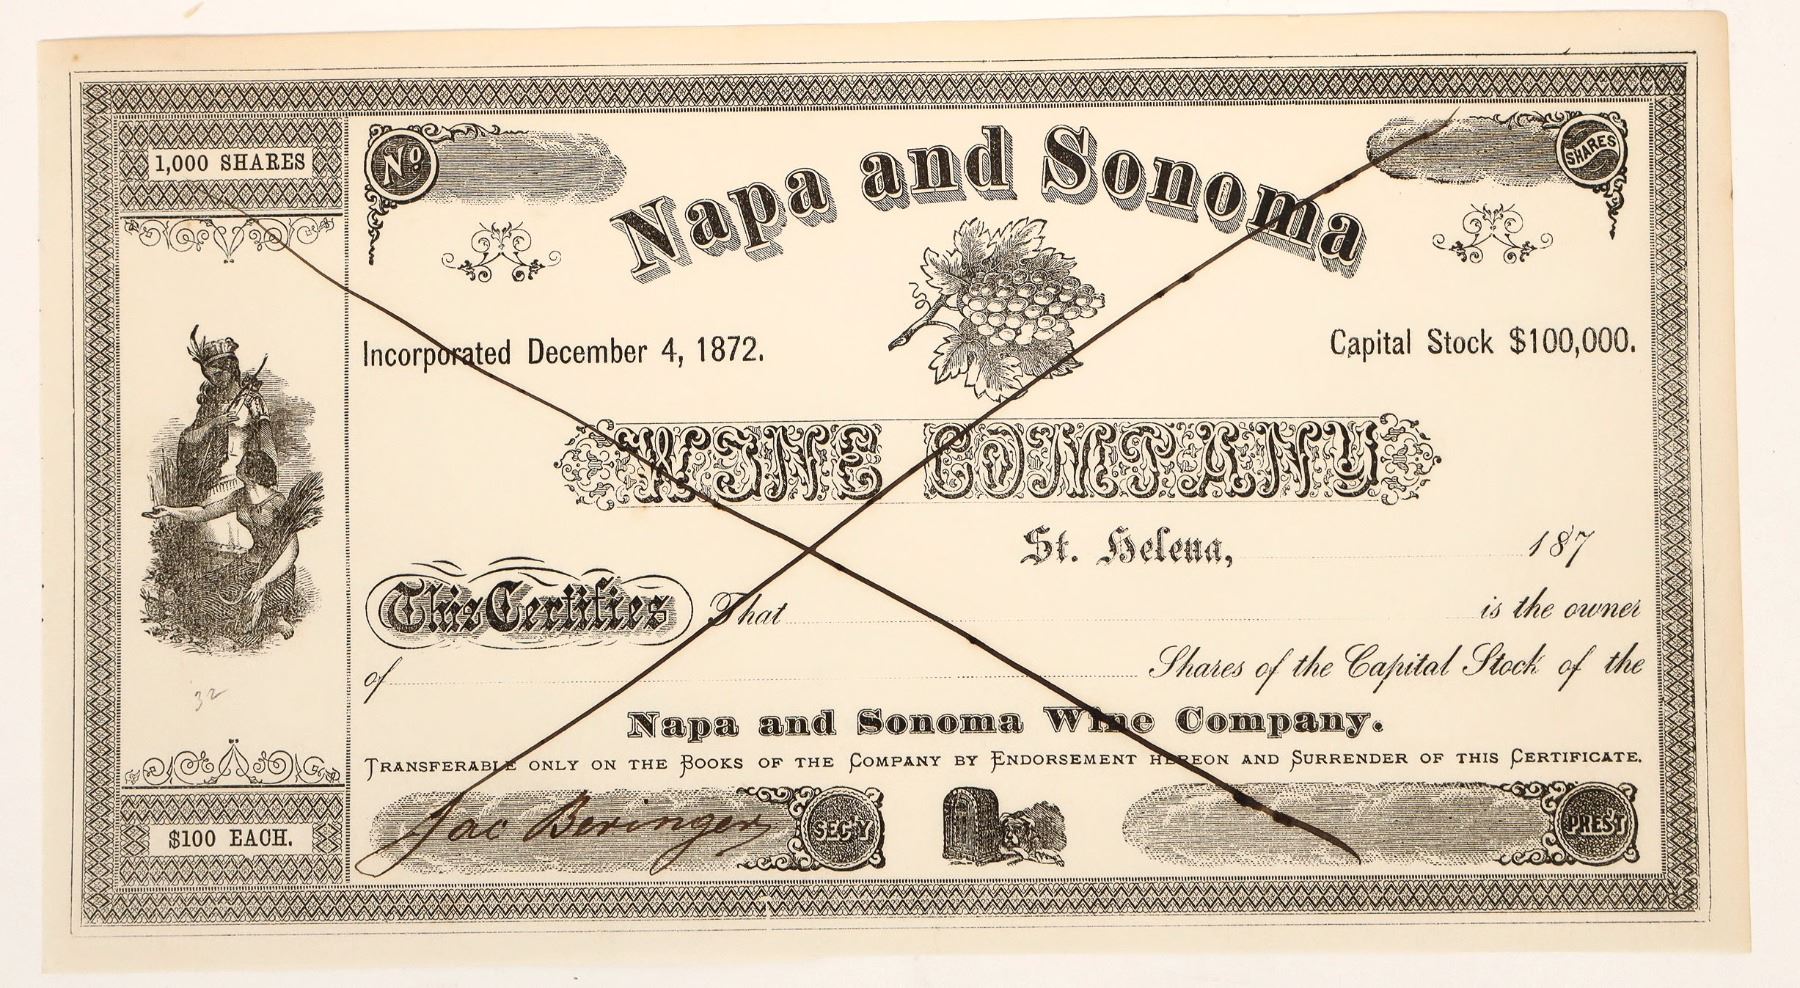 1,000 SHARES
No.
SHARES
Napa and Sonoma
Incorporated December 4, 1872.
Capital Stock $100,000.
WINE COMPANY
St. Helena, 187
This Certifies That is the owner
of Shares of the Capital Stock of the
32
Napa and Sonoma Wine Company.
TRANSFERABLE ONLY ON THE BOOKS OF THE COMPANY BY ENDORSEMENT HEREON AND SURRENDER OF THIS CERTIFICATE.
$100 EACH.
Jac Beringer
SEC'Y
PREST